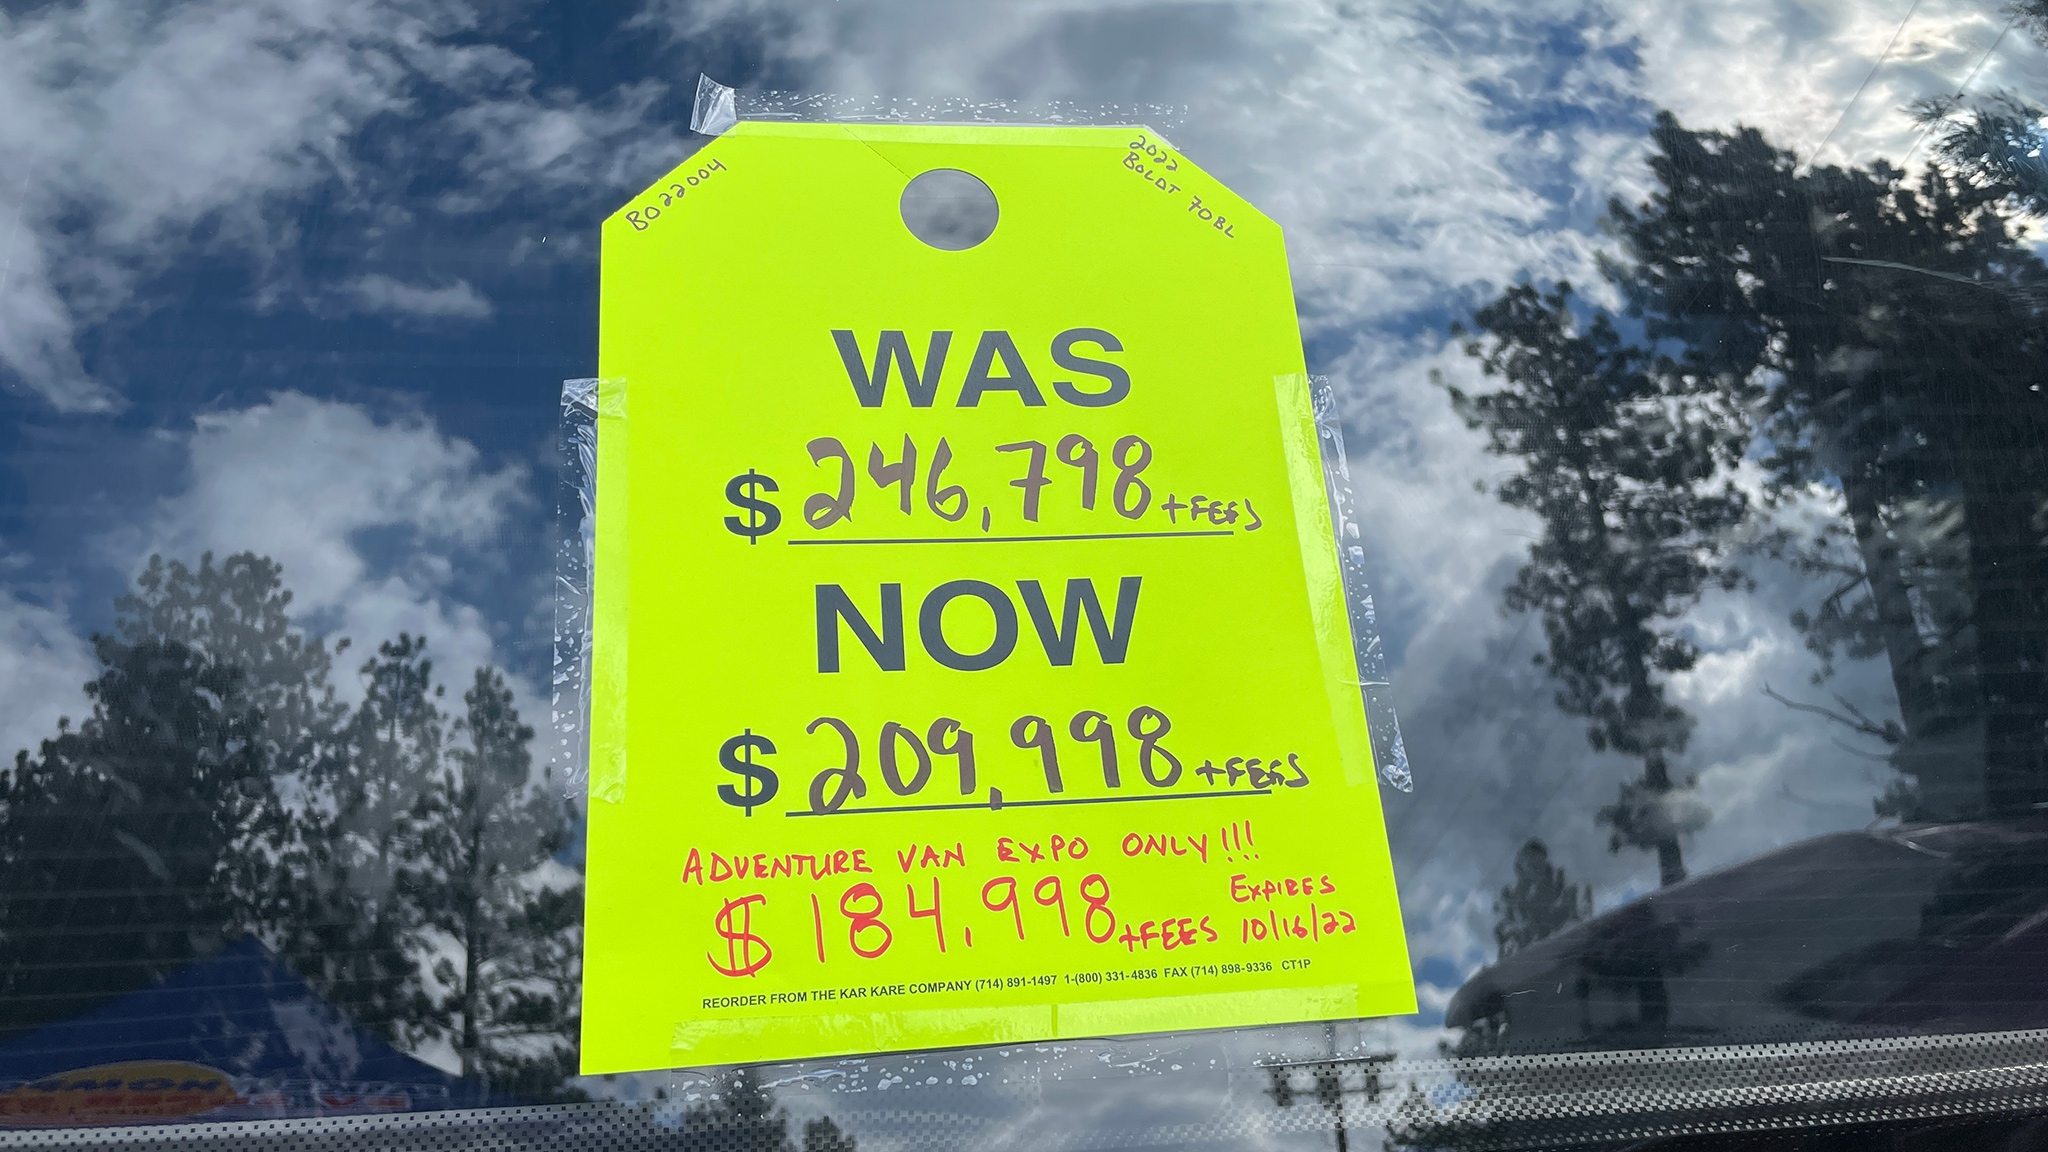 BO22004
2022
BOLDT 70BL
WAS
$ 246,798 +FEES
NOW
$ 209,998 +FEES
ADVENTURE VAN EXPO ONLY!!!
$184,998 +FEES
EXPIRES
10/16/22
REORDER FROM THE KAR KARE COMPANY (714) 891-1497 1-(800) 331-4836 FAX (714) 898-9336 CT1P